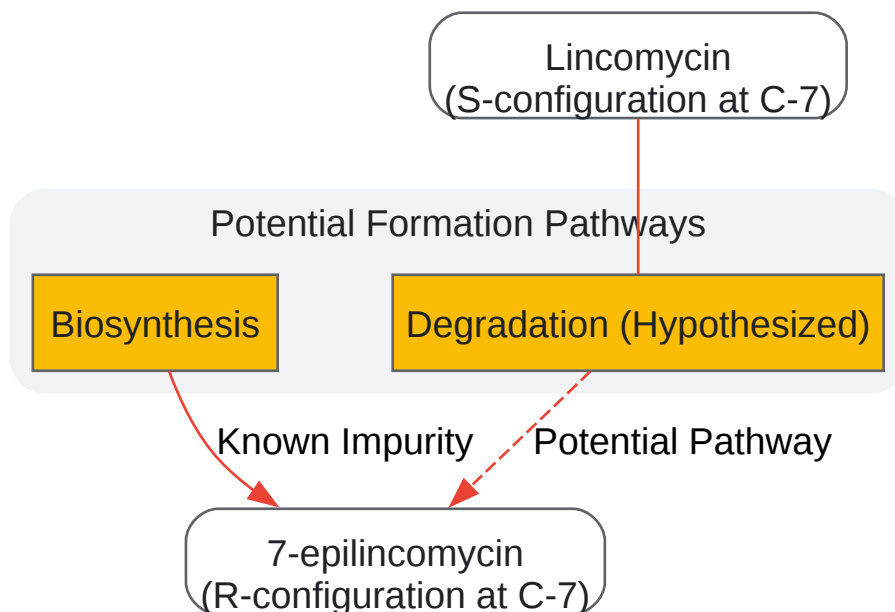 Lincomycin
(S-configuration at C-7)
Potential Formation Pathways
Biosynthesis
Degradation (Hypothesized)
Known Impurity
Potential Pathway
7-epilincomycin
(R-configuration at C-7)